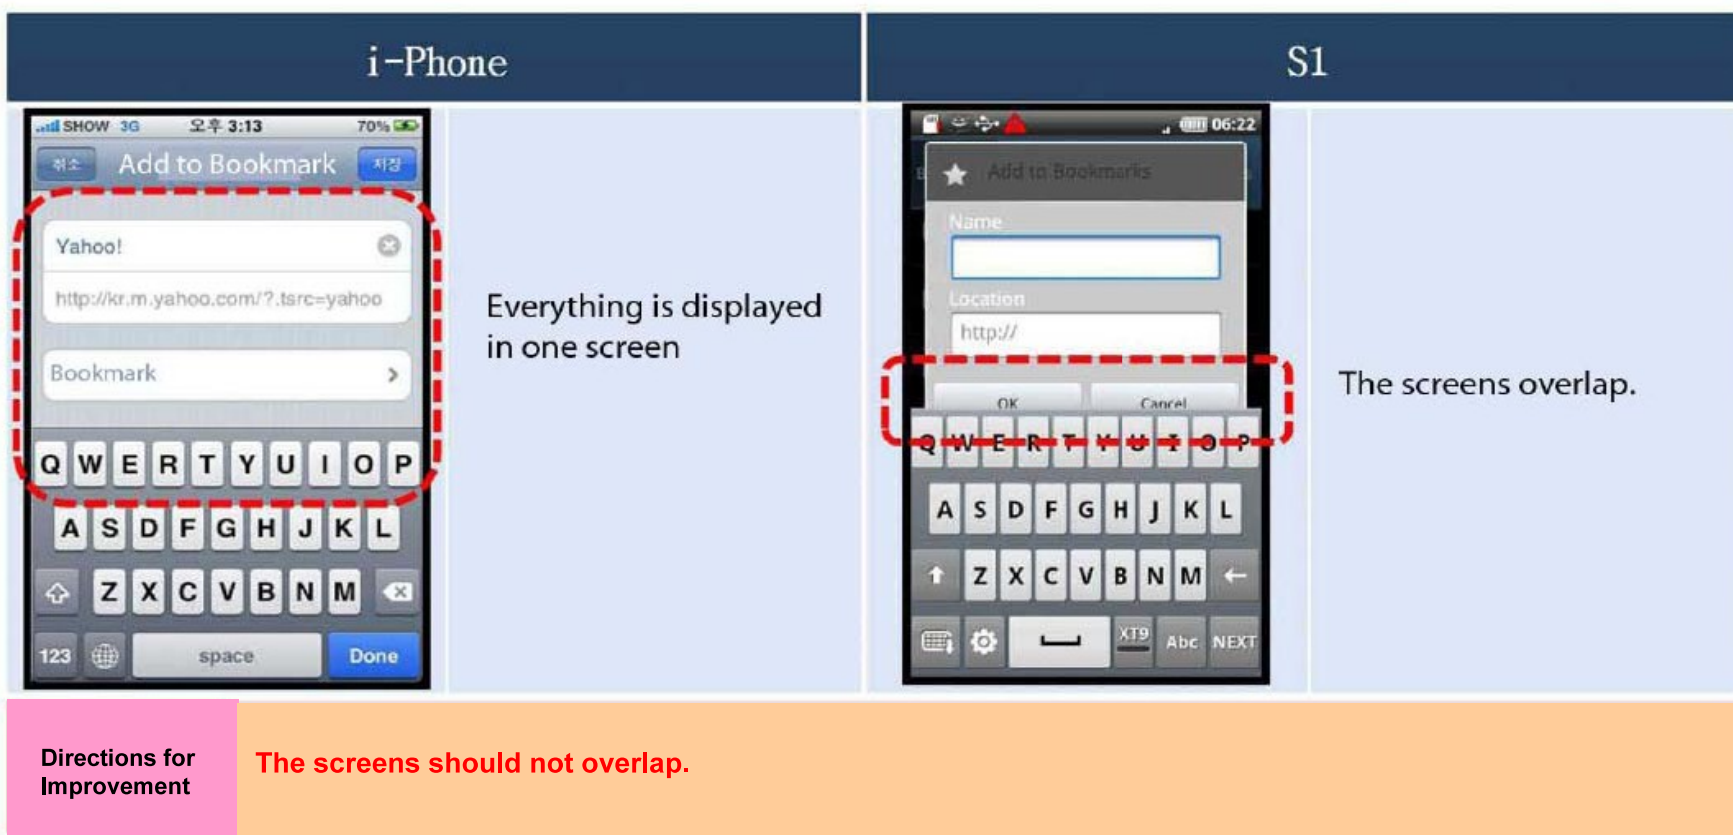 i-Phone
S1
SHOW 3G 오후 3:13 70%
취소 Add to Bookmark 저장
Yahoo!
http://kr.m.yahoo.com/?.tsrc=yahoo
Bookmark
Q W E R T Y U I O P
A S D F G H J K L
Z X C V B N M
123 space Done
Everything is displayed
in one screen
06:22
Add to Bookmarks
Name
Location
http://
OK Cancel
Q W E R T Y U I O P
A S D F G H J K L
Z X C V B N M
XT9 Abc NEXT
The screens overlap.
Directions for
Improvement
The screens should not overlap.